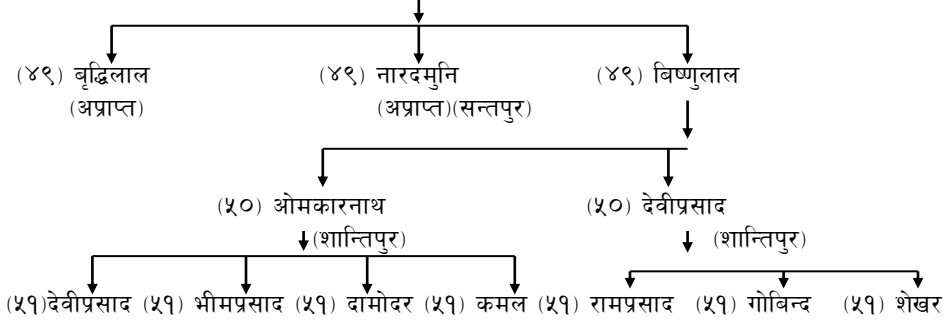 (४९) बृद्धिलाल (४९) नारदमुनि (४९) बिष्णुलाल
(अप्राप्त) (अप्राप्त)(सन्तपुर)
(५०) ओमकारनाथ (५०) देवीप्रसाद
(शान्तिपुर) (शान्तिपुर)
(५१)देवीप्रसाद (५१) भीमप्रसाद (५१) दामोदर (५१) कमल (५१) रामप्रसाद (५१) गोबिन्द (५१) शेखर